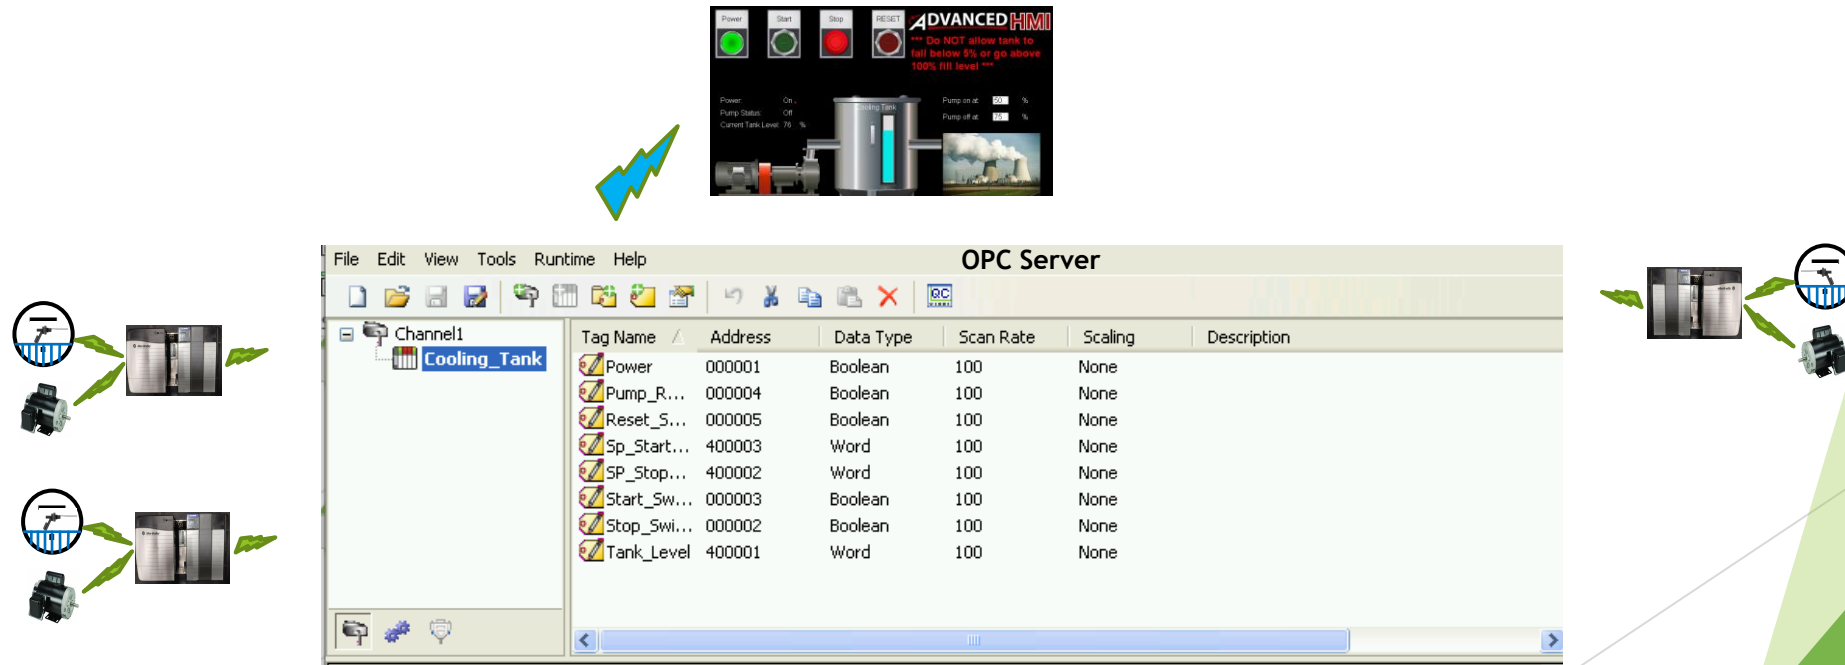 Power Start Stop RESET
ADVANCED HMI
*** Do NOT allow tank to
fall below 5% or go above
100% fill level ***
Power: On
Pump Status: Off
Current Tank Level: 76 %
Cooling Tank
Pump on at 50 %
Pump off at 75 %
File Edit View Tools Runtime Help
OPC Server
QC
Channel1
Cooling_Tank
Tag Name Address Data Type Scan Rate Scaling Description
Power 000001 Boolean 100 None
Pump_R... 000004 Boolean 100 None
Reset_S... 000005 Boolean 100 None
Sp_Start... 400003 Word 100 None
SP_Stop... 400002 Word 100 None
Start_Sw... 000003 Boolean 100 None
Stop_Swi... 000002 Boolean 100 None
Tank_Level 400001 Word 100 None